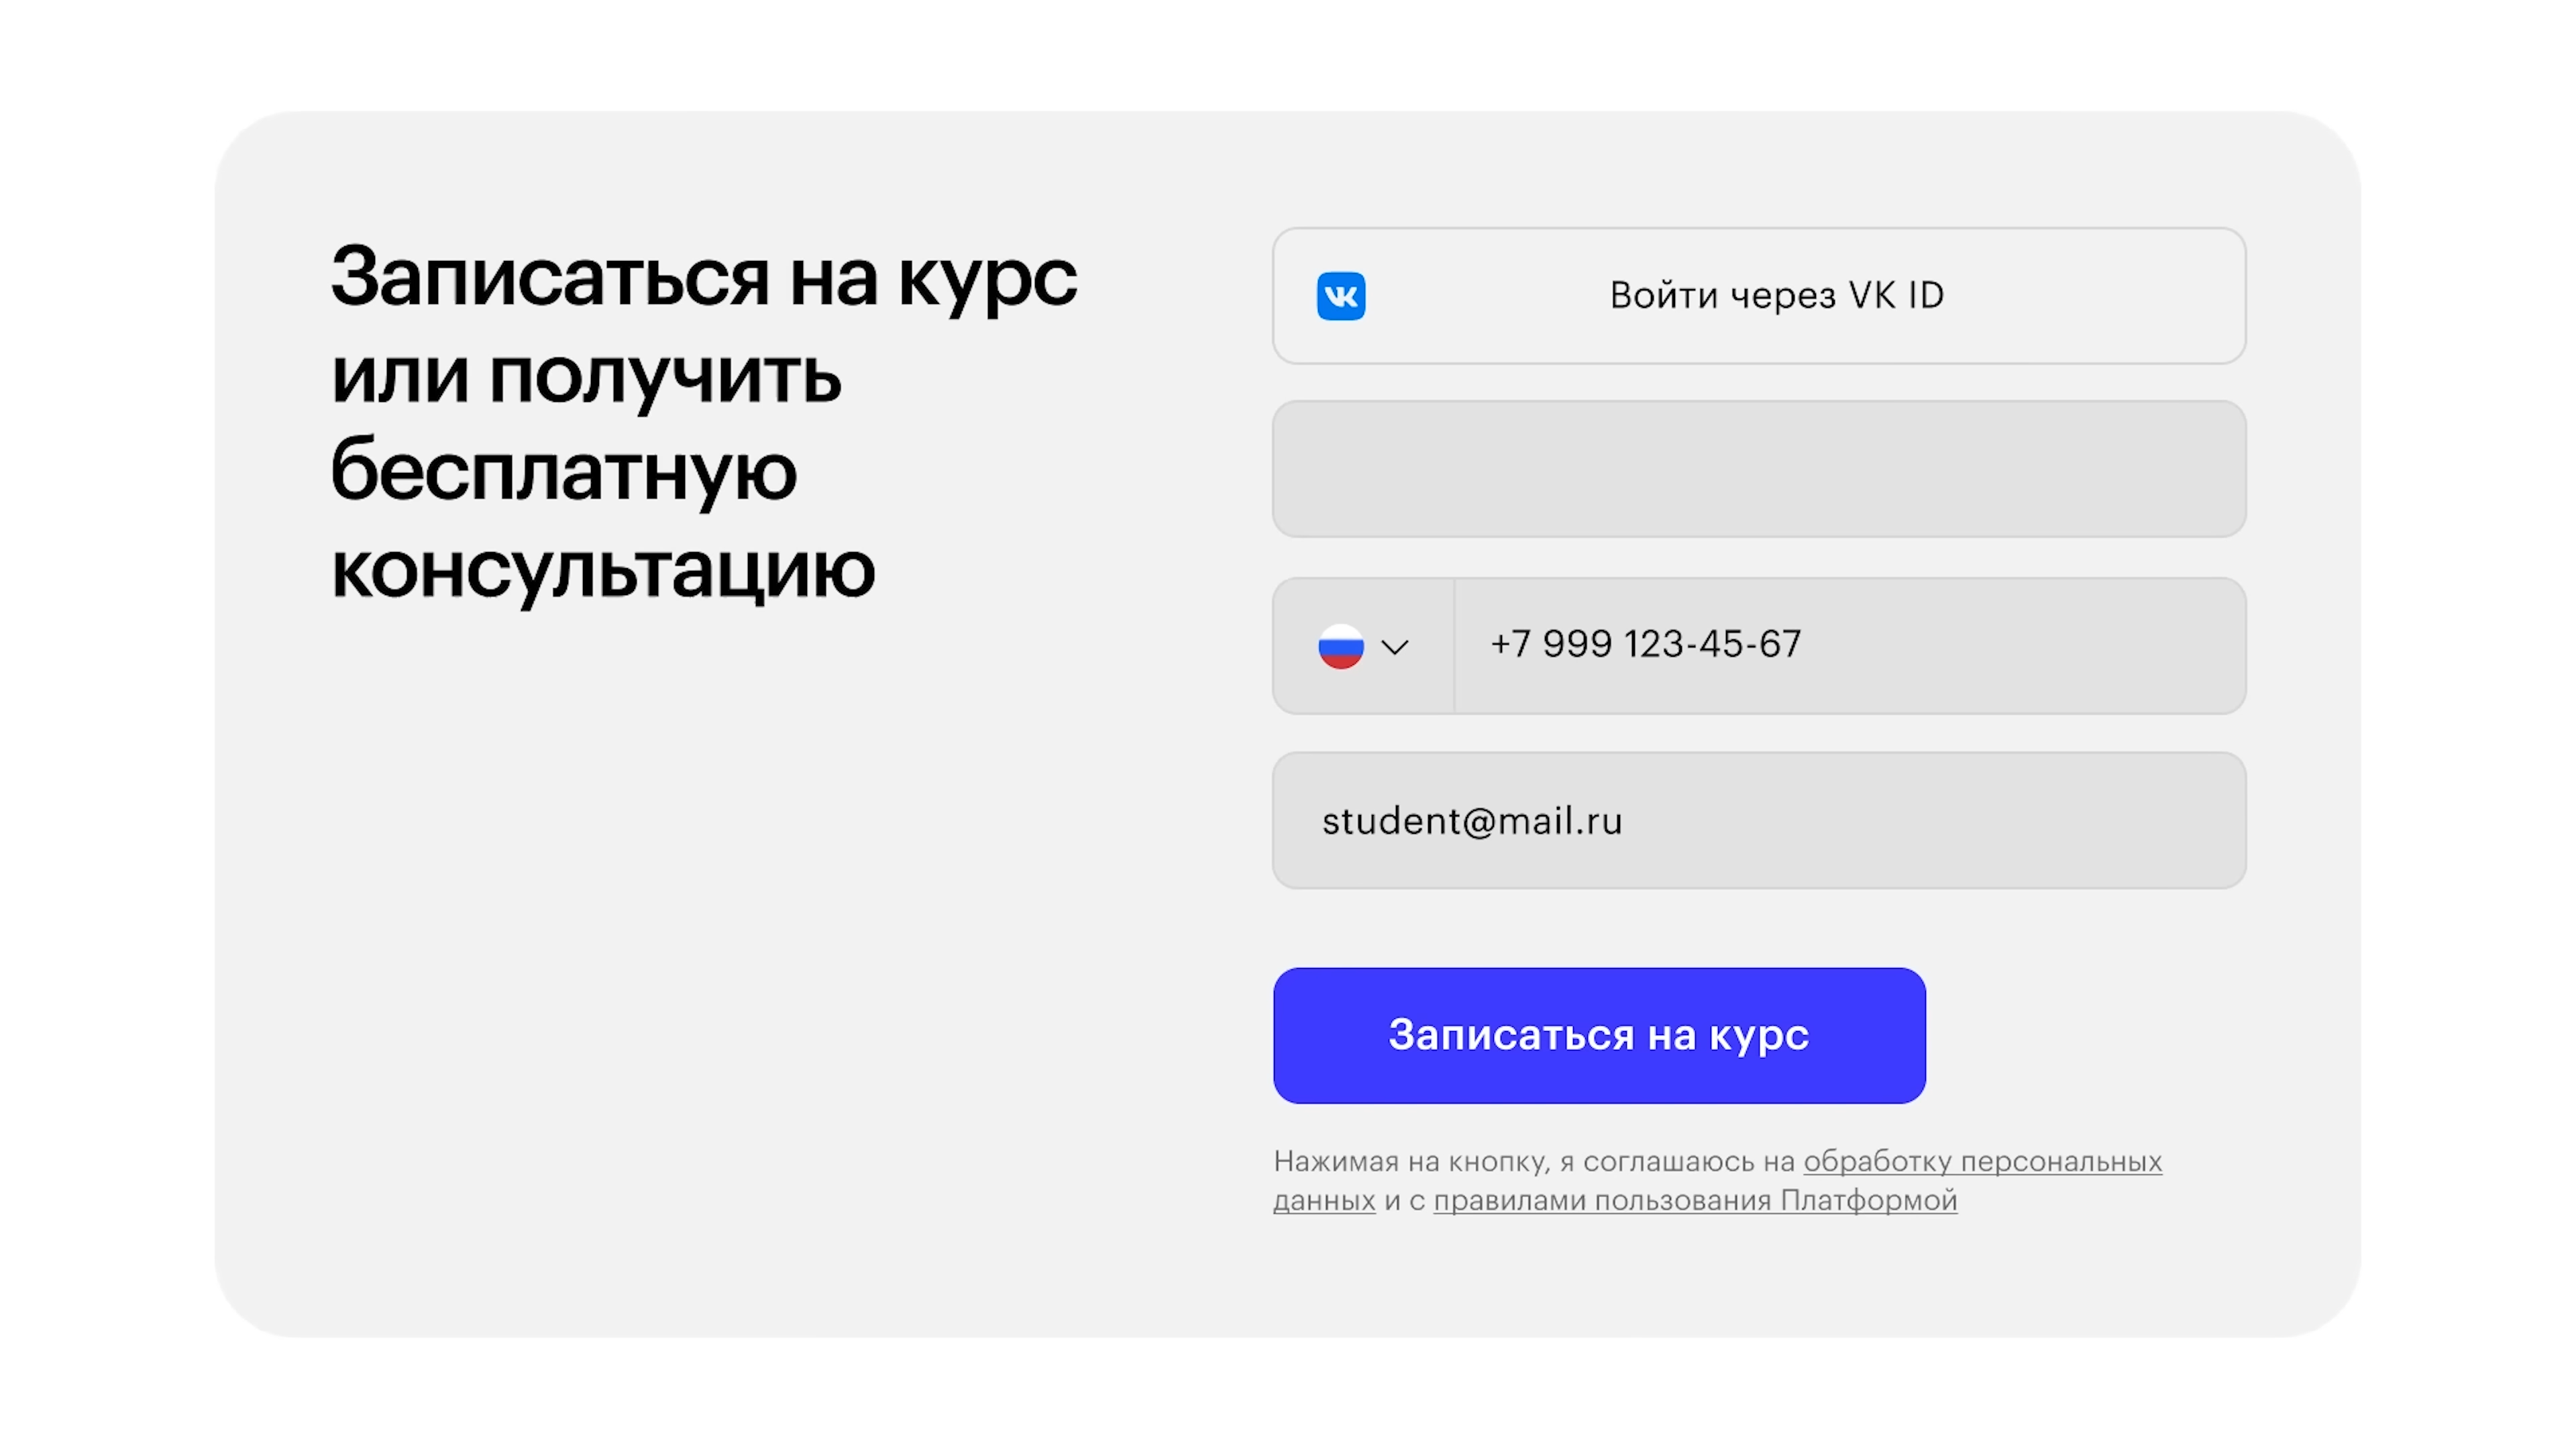 Записаться на курс
или получить
бесплатную
консультацию
Войти через VK ID
+7 999 123-45-67
student@mail.ru
Записаться на курс
Нажимая на кнопку, я соглашаюсь на обработку персональных
данных и с правилами пользования Платформой